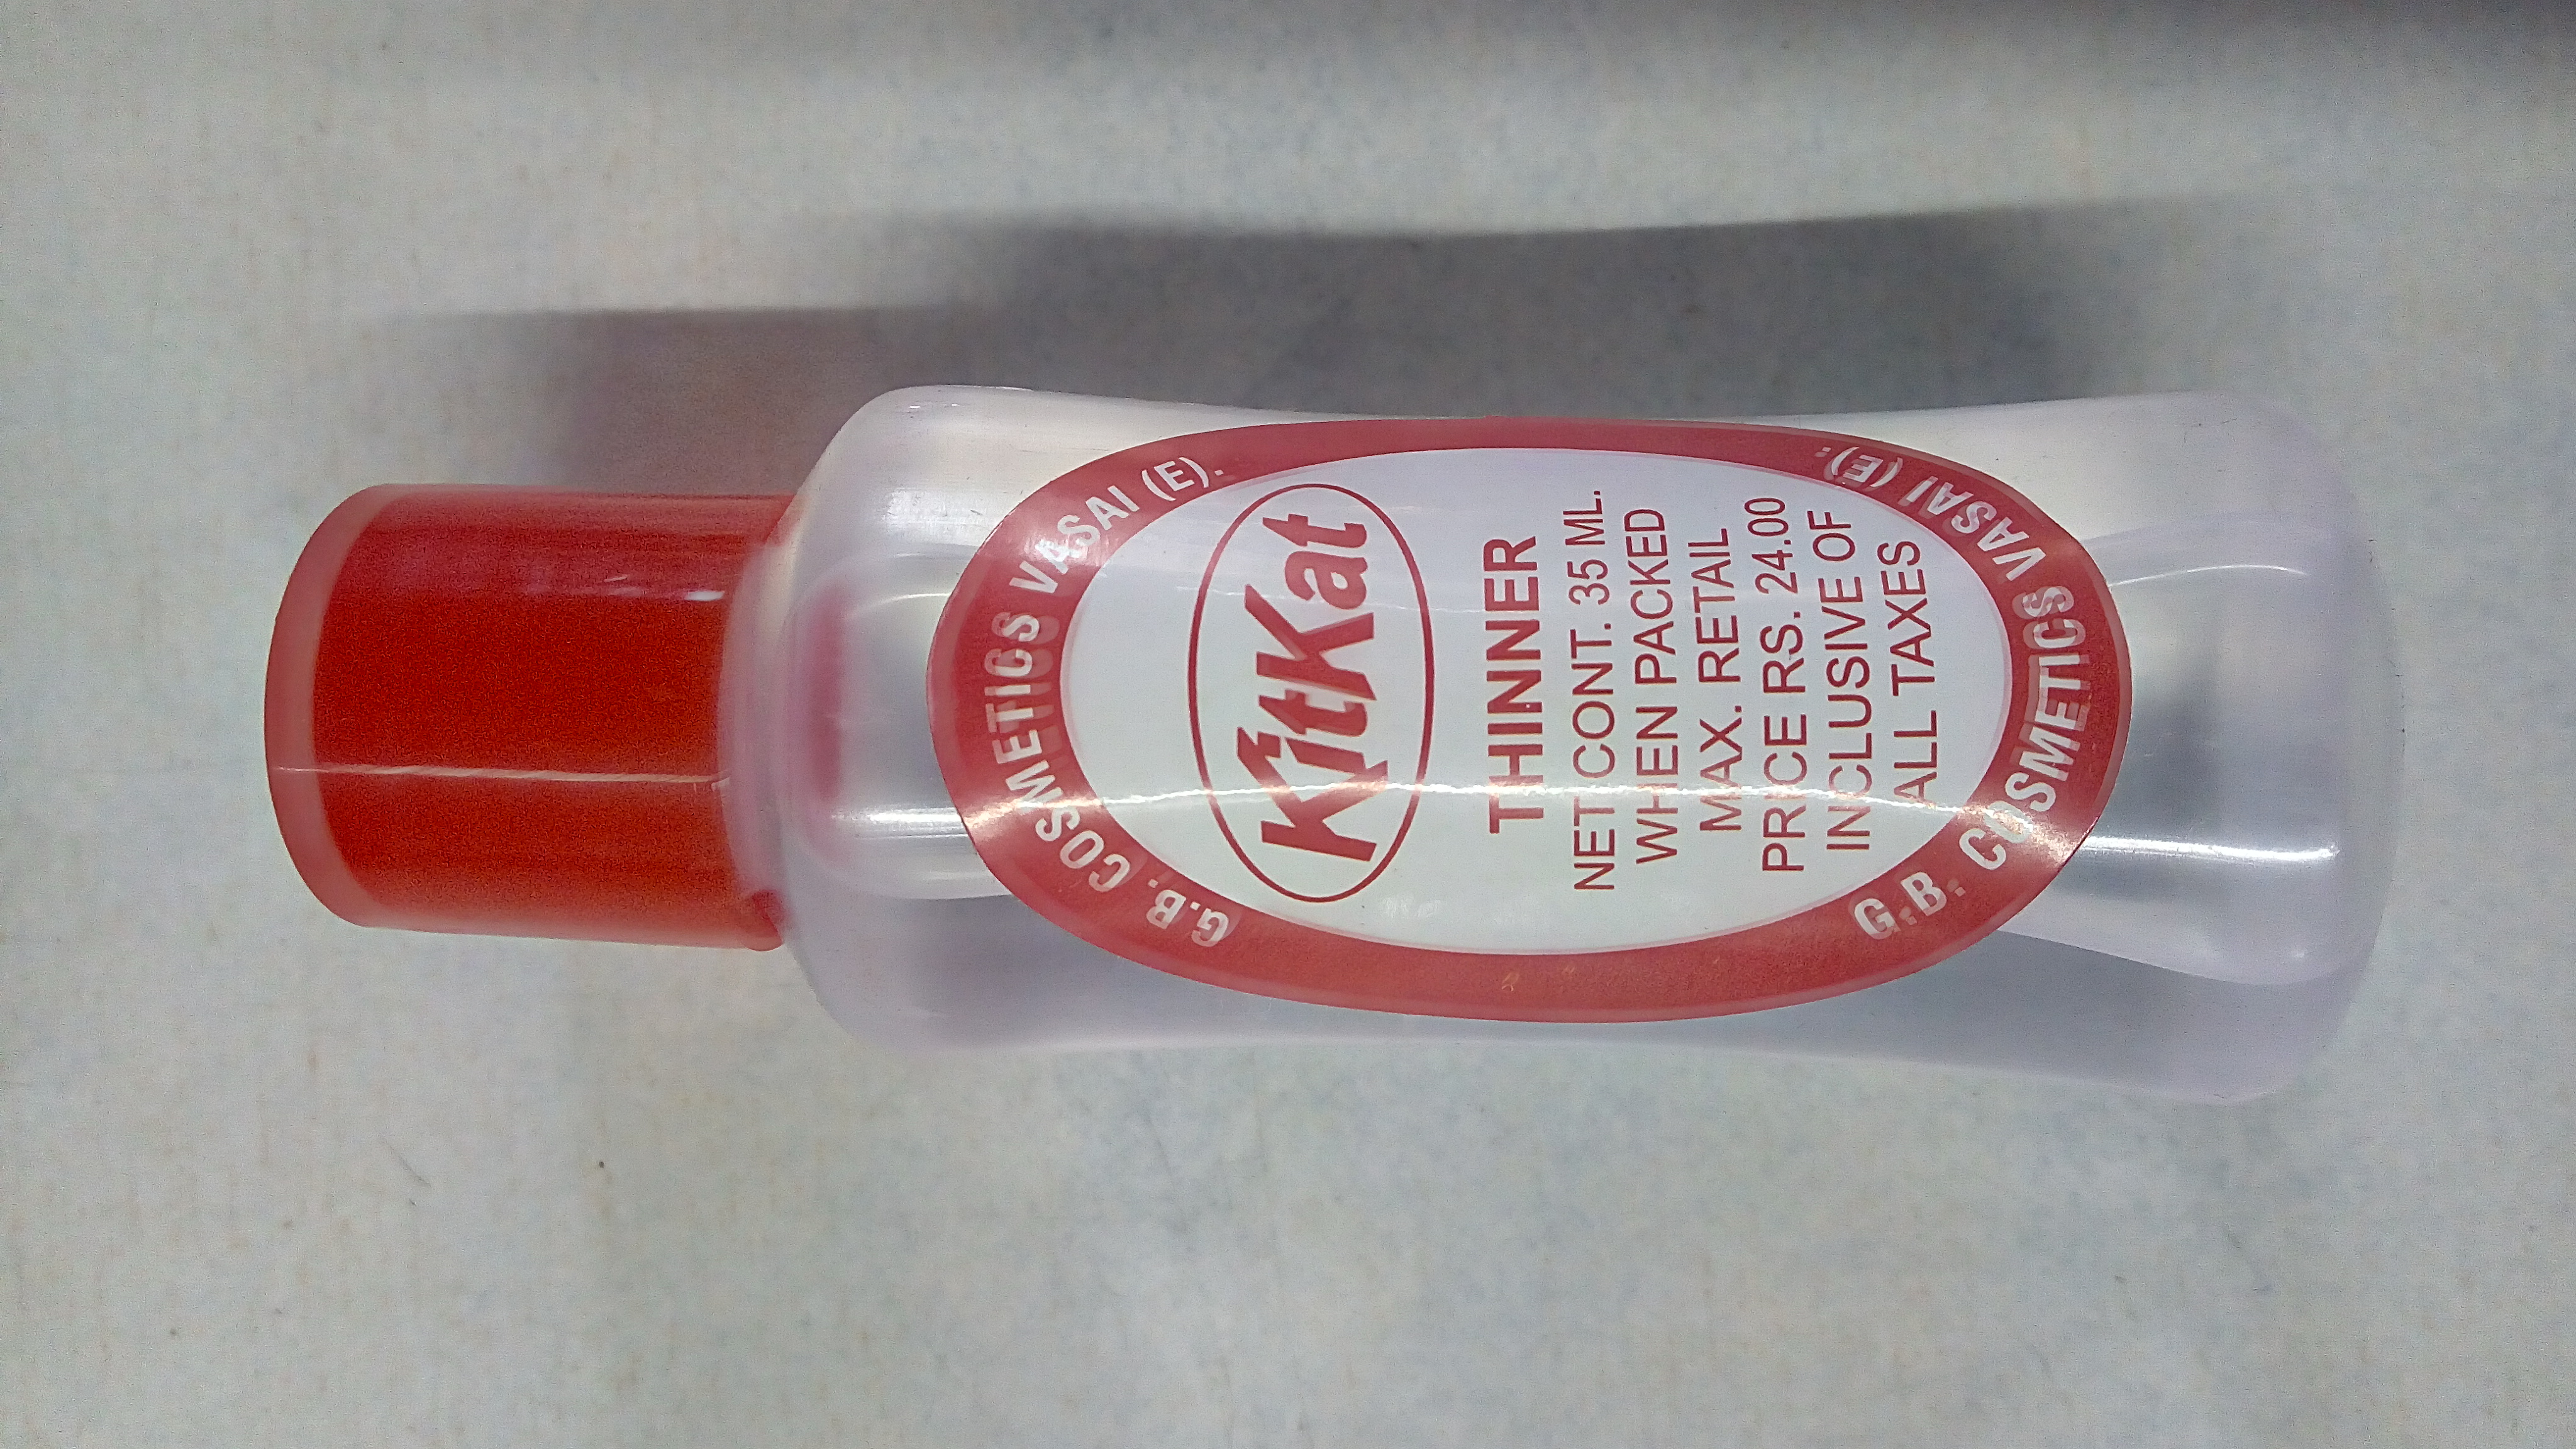 G.B. COSMETICS VASAI (E).
KitKat
THINNER
NET CONT. 35 ML.
WHEN PACKED
MAX. RETAIL
PRICE RS. 24.00
INCLUSIVE OF
ALL TAXES
G.B. COSMETICS VASAI (E).